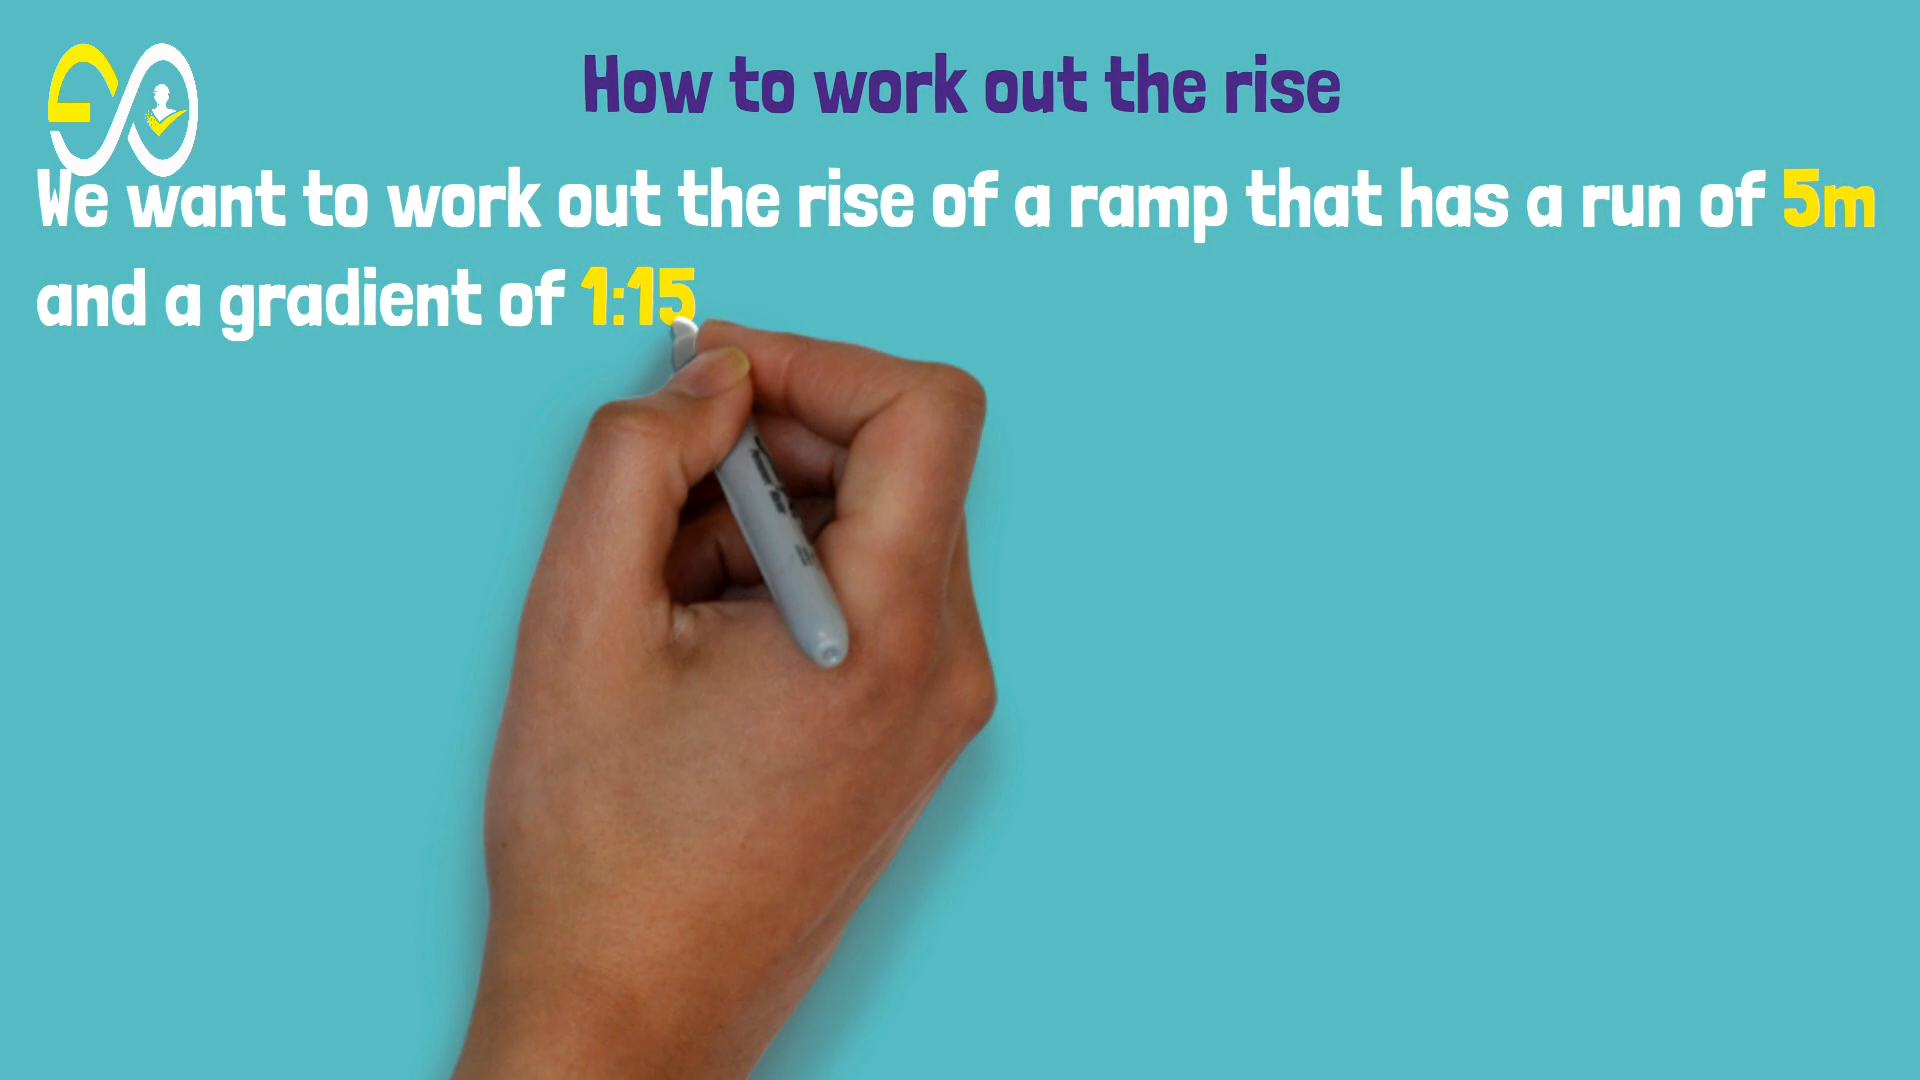 How to work out the rise
We want to work out the rise of a ramp that has a run of 5m
and a gradient of 1:15